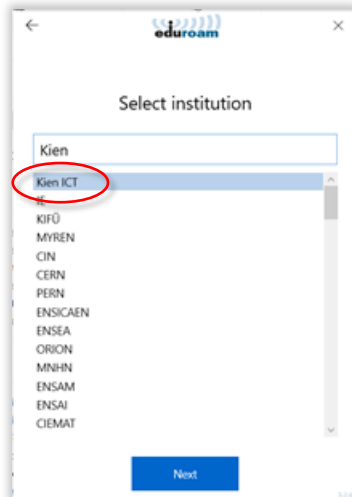 eduroam
Select institution
Kien
Kien ICT
IE
KIFÜ
MYREN
CIN
CERN
PERN
ENSICAEN
ENSEA
ORION
MNHN
ENSAM
ENSAI
CIEMAT
Next